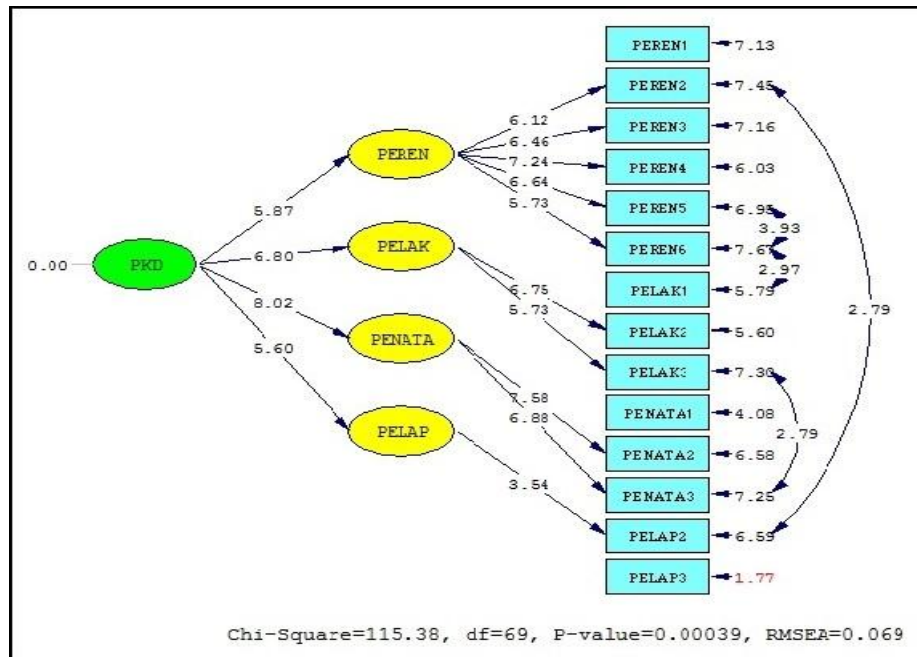 PEREN1 7.13
PEREN2 7.45
6.12
PEREN3 7.16
6.46
PEREN PEREN4 6.03
7.24
6.64
PEREN5 6.98
5.73
3.93
5.87
PELAK PEREN6 7.67
6.80
0.00 PKD
2.97
PELAK1 5.79
6.75
8.02
5.73
2.79
PENATA PELAK2 5.60
5.60
PELAK3 7.30
7.58
PENATA1 4.08
6.88
2.79
PELAP PENATA2 6.58
3.54
PENATA3 7.25
PELAP2 6.59
PELAP3 1.77
Chi-Square=115.38, df=69, P-value=0.00039, RMSEA=0.069